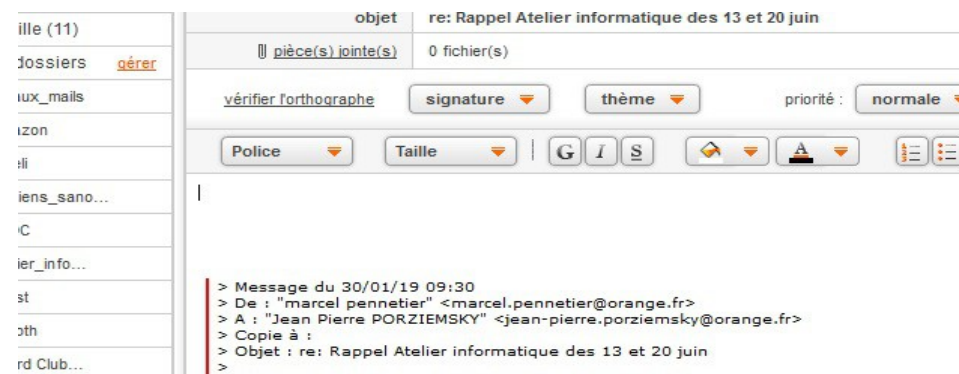 objet re: Rappel Atelier informatique des 13 et 20 juin
pièce(s) jointe(s) 0 fichier(s)
vérifier l'orthographe signature thème priorité : normale
Police Taille G I S A
ille (11)
dossiers gérer
ux_mails
zon
eli
iens_sano...
C
ier_info...
st
oth
rd Club...
> Message du 30/01/19 09:30
> De : "marcel pennetier" <marcel.pennetier@orange.fr>
> A : "Jean Pierre PORZIEMSKY" <jean-pierre.porziemsky@orange.fr>
> Copie à :
> Objet : re: Rappel Atelier informatique des 13 et 20 juin
>